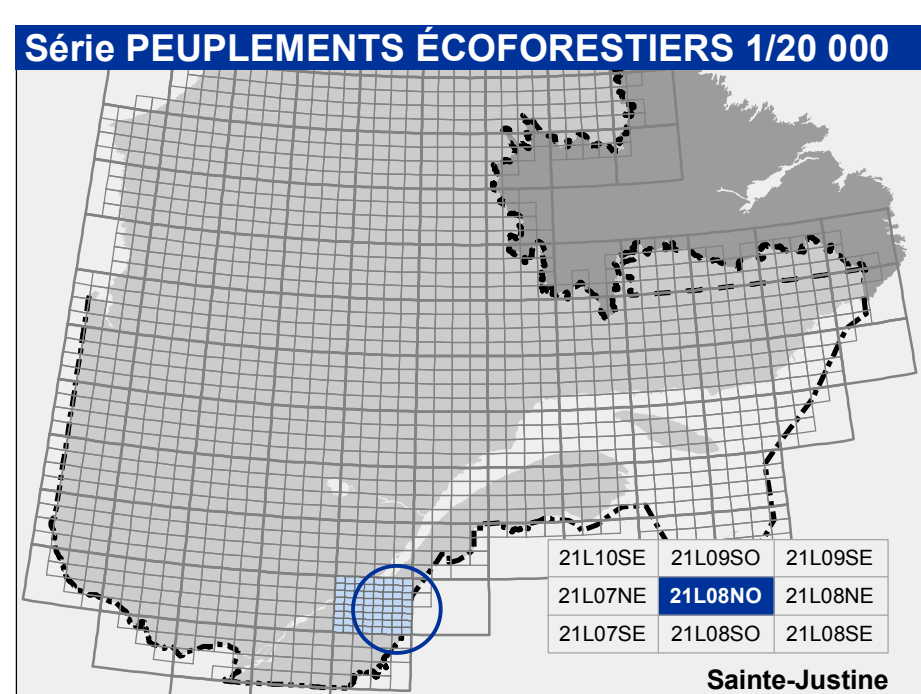 Série PEUPLEMENTS ÉCOFORESTIERS 1/20 000
21L10SE 21L09SO 21L09SE
21L07NE 21L08NO 21L08NE
21L07SE 21L08SO 21L08SE
Sainte-Justine